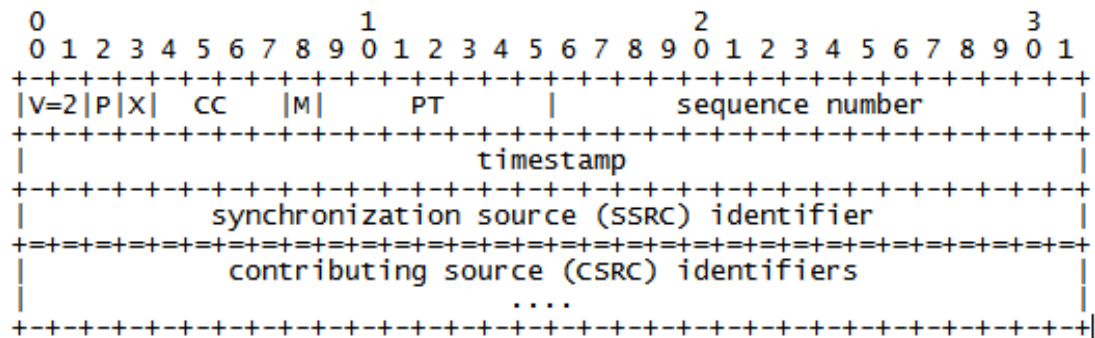 0                   1                   2                   3
 0 1 2 3 4 5 6 7 8 9 0 1 2 3 4 5 6 7 8 9 0 1 2 3 4 5 6 7 8 9 0 1
+-+-+-+-+-+-+-+-+-+-+-+-+-+-+-+-+-+-+-+-+-+-+-+-+-+-+-+-+-+-+-+-+
|V=2|P|X|  CC   |M|     PT      |       sequence number         |
+-+-+-+-+-+-+-+-+-+-+-+-+-+-+-+-+-+-+-+-+-+-+-+-+-+-+-+-+-+-+-+-+
|                           timestamp                           |
+-+-+-+-+-+-+-+-+-+-+-+-+-+-+-+-+-+-+-+-+-+-+-+-+-+-+-+-+-+-+-+-+
|           synchronization source (SSRC) identifier            |
+=+=+=+=+=+=+=+=+=+=+=+=+=+=+=+=+=+=+=+=+=+=+=+=+=+=+=+=+=+=+=+=+
|            contributing source (CSRC) identifiers             |
|                             ....                              |
+-+-+-+-+-+-+-+-+-+-+-+-+-+-+-+-+-+-+-+-+-+-+-+-+-+-+-+-+-+-+-+-+